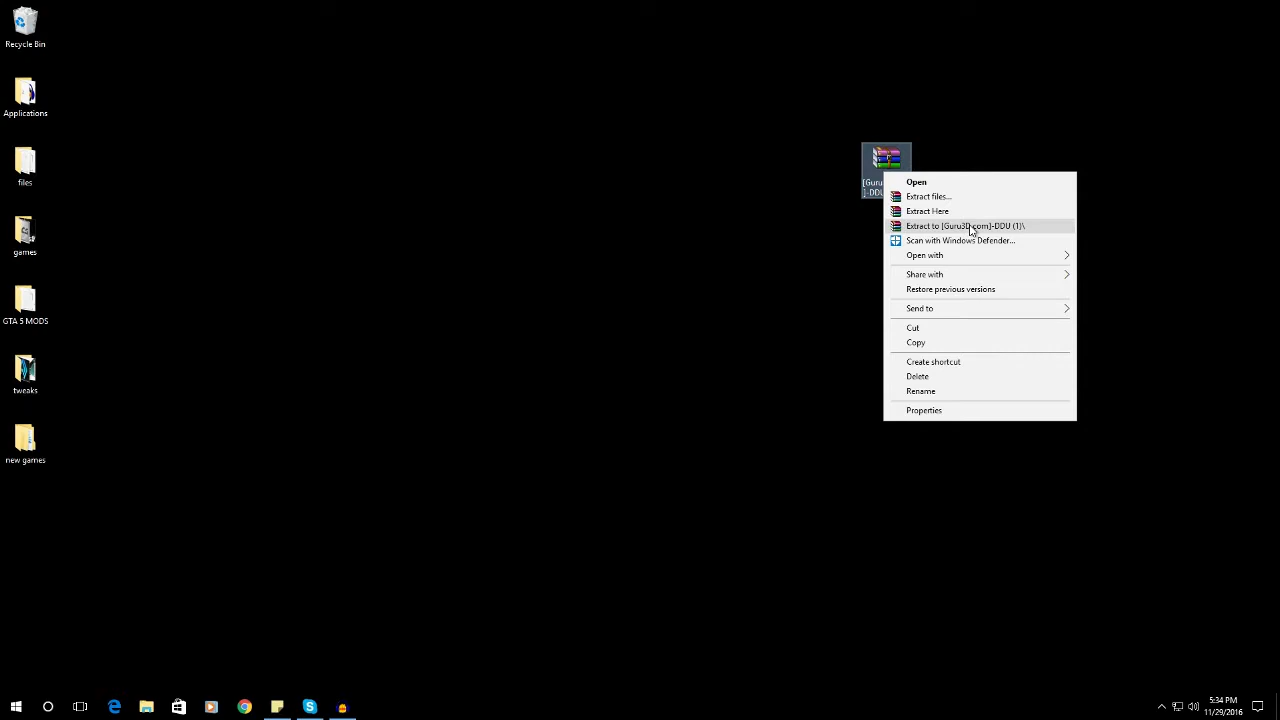 Recycle Bin
Applications
files
games
GTA 5 MODS
tweaks
new games
[Guru
]-DDU
Open
Extract files...
Extract Here
Extract to [Guru3D.com]-DDU (1)\
Scan with Windows Defender...
Open with
Share with
Restore previous versions
Send to
Cut
Copy
Create shortcut
Delete
Rename
Properties
5:34 PM
11/29/2016